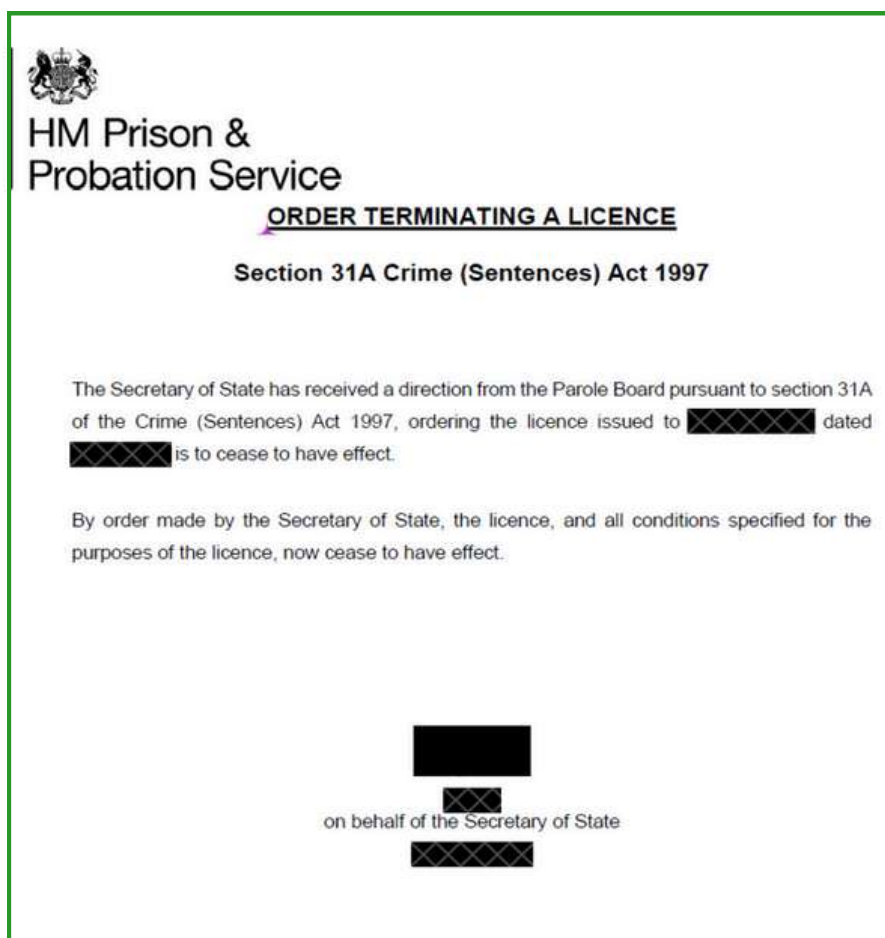 HM Prison &
Probation Service
ORDER TERMINATING A LICENCE
Section 31A Crime (Sentences) Act 1997
The Secretary of State has received a direction from the Parole Board pursuant to section 31A
of the Crime (Sentences) Act 1997, ordering the licence issued to dated
is to cease to have effect.
By order made by the Secretary of State, the licence, and all conditions specified for the
purposes of the licence, now cease to have effect.
on behalf of the Secretary of State